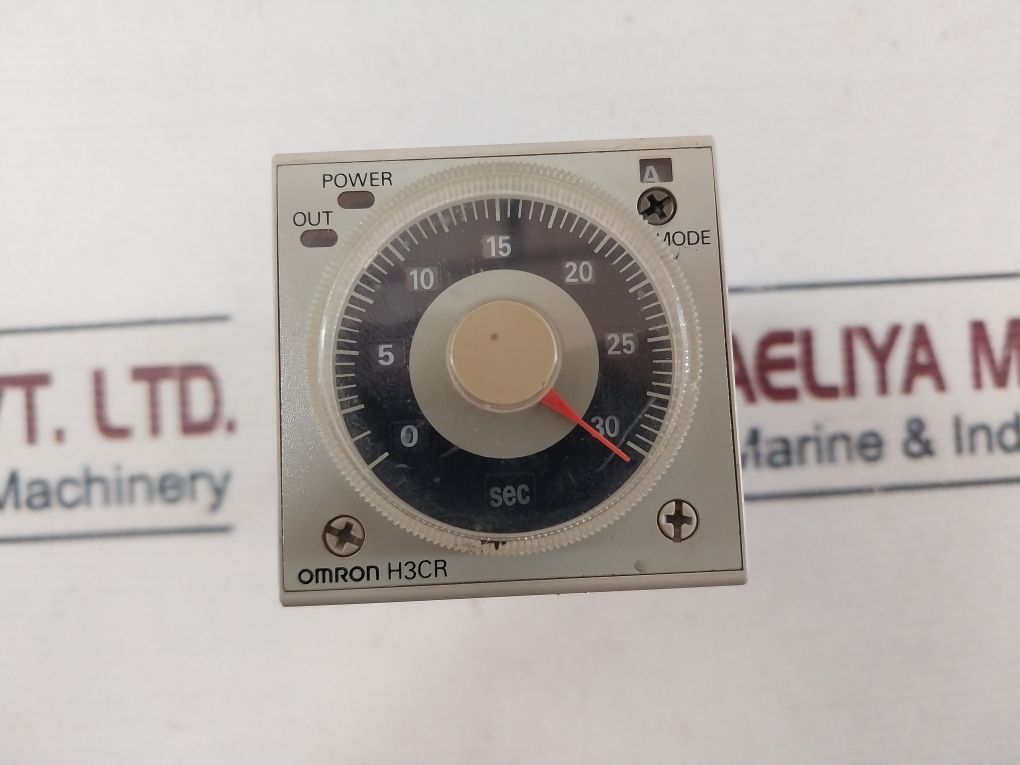 POWER
OUT
A
MODE
15
10
20
5
25
0
30
sec
OMRON H3CR
VT. LTD.
Machinery
AELIYA M
Marine & Ind